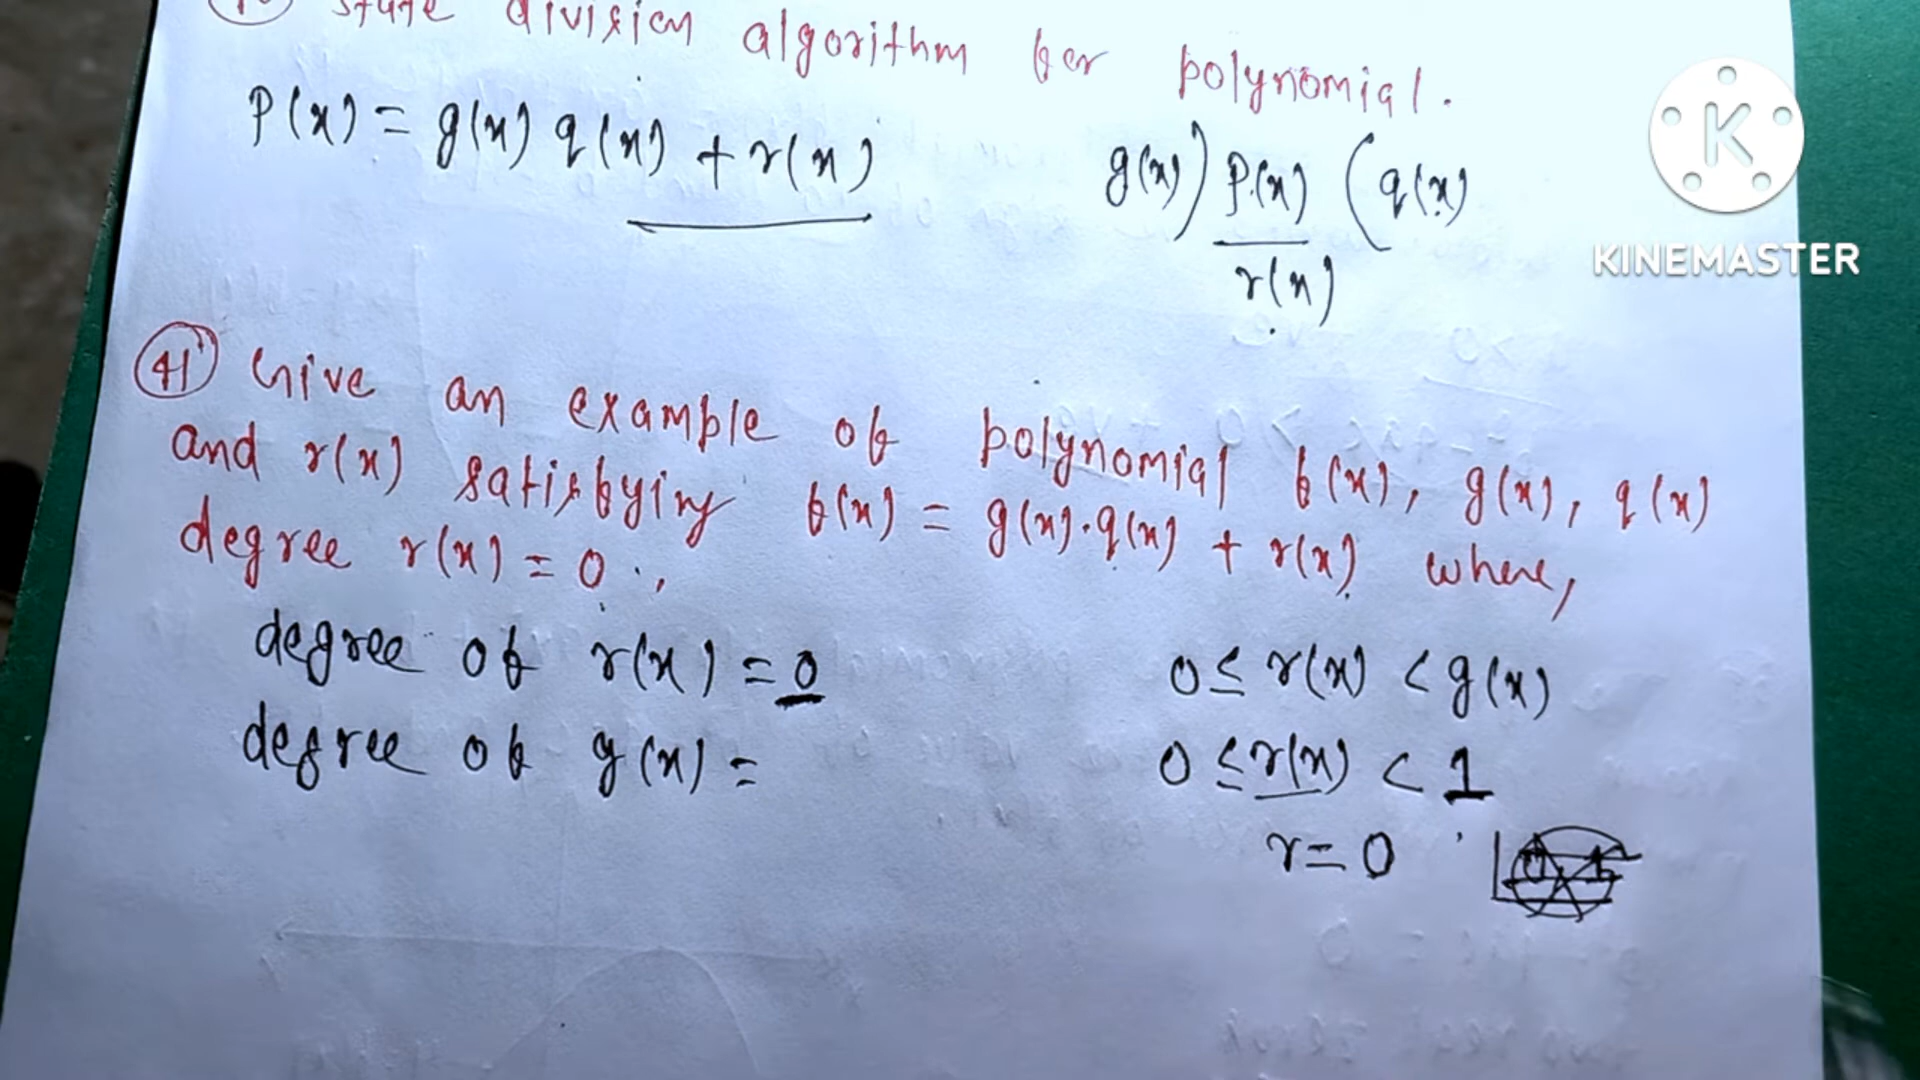 state division algorithm for polynomial.
P(x) = g(x) q(x) + r(x)
g(x) ) P(x) ( q(x)
r(x)
K
KINEMASTER
41 Give an example of polynomial f(x), g(x), q(x)
and r(x) satisfying f(x) = g(x).q(x) + r(x) where,
degree r(x) = 0.,
degree of r(x) = 0
0 ≤ r(x) < g(x)
degree of g(x) =
0 ≤ r(x) < 1
r = 0